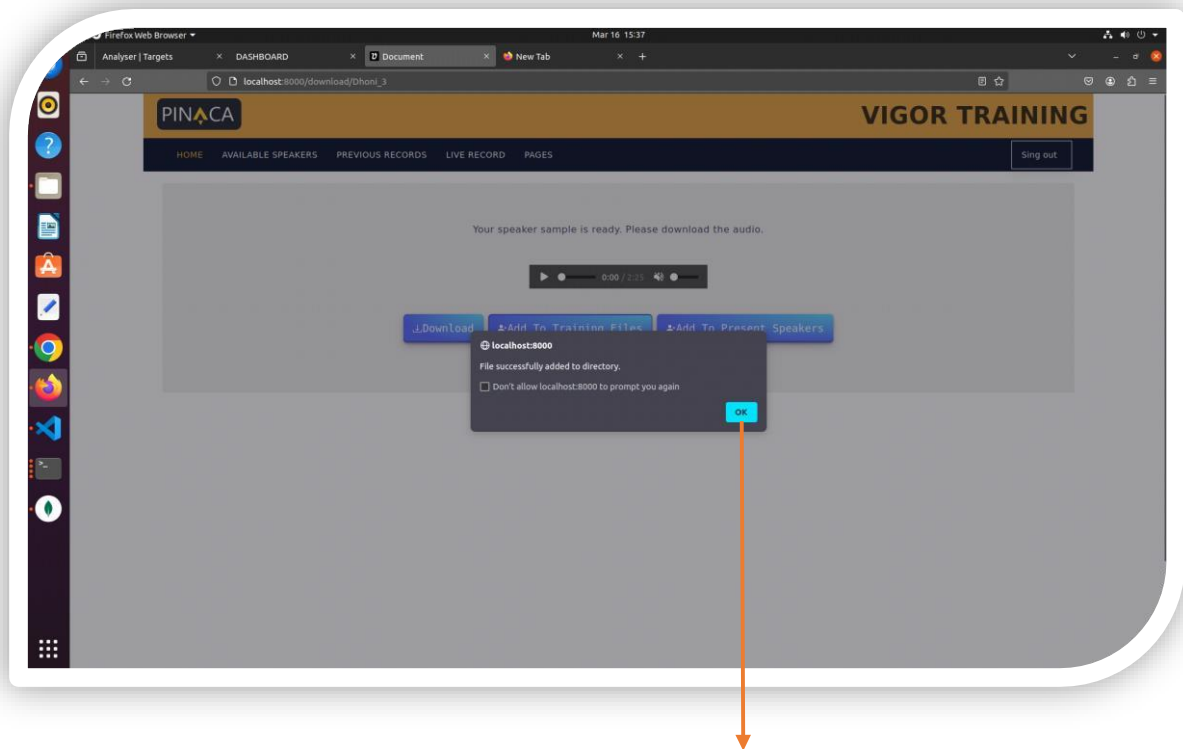 Firefox Web Browser
Mar 16 15:37
Analyser | Targets
DASHBOARD
Document
New Tab
localhost:8000/download/Dhoni_3
PINACA
VIGOR TRAINING
HOME AVAILABLE SPEAKERS PREVIOUS RECORDS LIVE RECORD PAGES
Sing out
Your speaker sample is ready. Please download the audio.
0:00 / 2:25
Download
Add To Training Files
Add To Present Speakers
localhost:8000
File successfully added to directory.
Don't allow localhost:8000 to prompt you again
OK